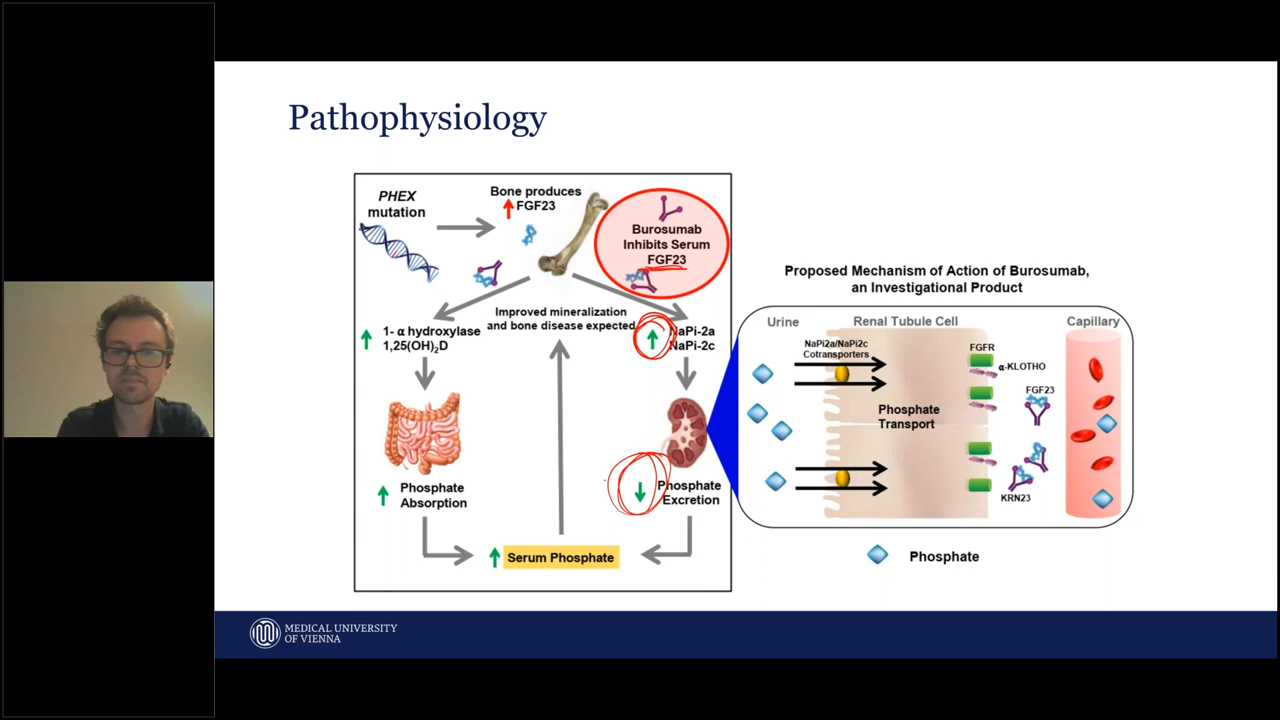 Pathophysiology
PHEX
mutation
Bone produces
FGF23
Burosumab
Inhibits Serum
FGF23
1- α hydroxylase
1,25(OH)2D
Improved mineralization
and bone disease expected
NaPi-2a
NaPi-2c
Phosphate
Absorption
Phosphate
Excretion
Serum Phosphate
Proposed Mechanism of Action of Burosumab,
an Investigational Product
Urine
Renal Tubule Cell
Capillary
NaPi2a/NaPi2c
Cotransporters
FGFR
α-KLOTHO
FGF23
Phosphate
Transport
KRN23
Phosphate
MEDICAL UNIVERSITY
OF VIENNA